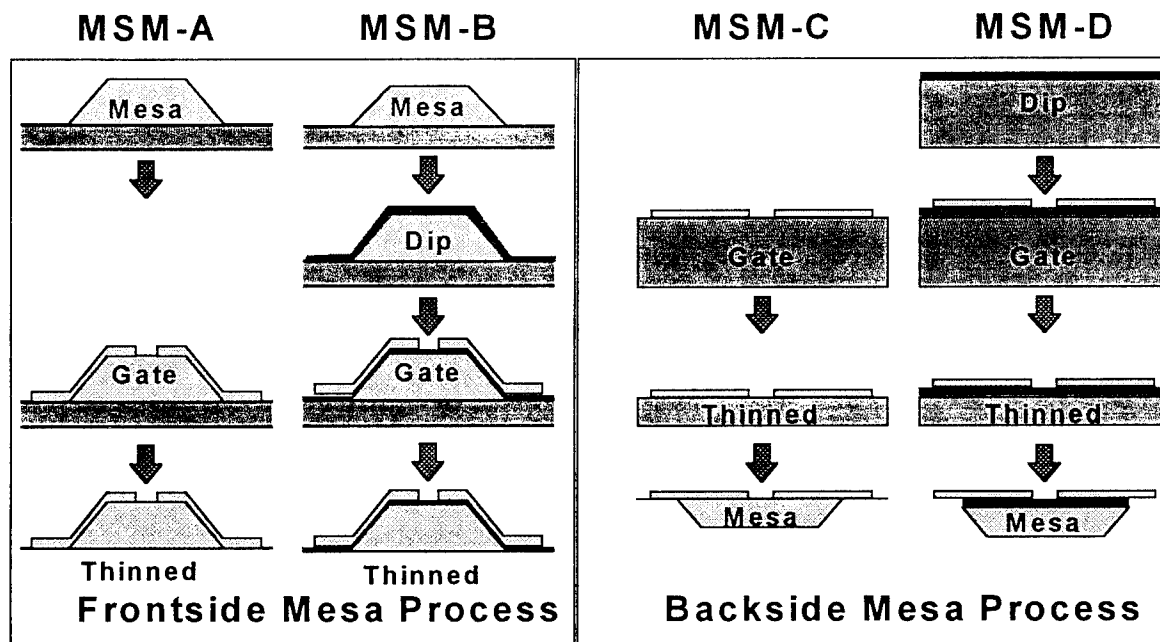 MSM-A
MSM-B
MSM-C
MSM-D
Mesa
Mesa
Dip
Dip
Gate
Gate
Gate
Gate
Thinned
Thinned
Thinned
Thinned
Mesa
Mesa
Frontside Mesa Process
Backside Mesa Process